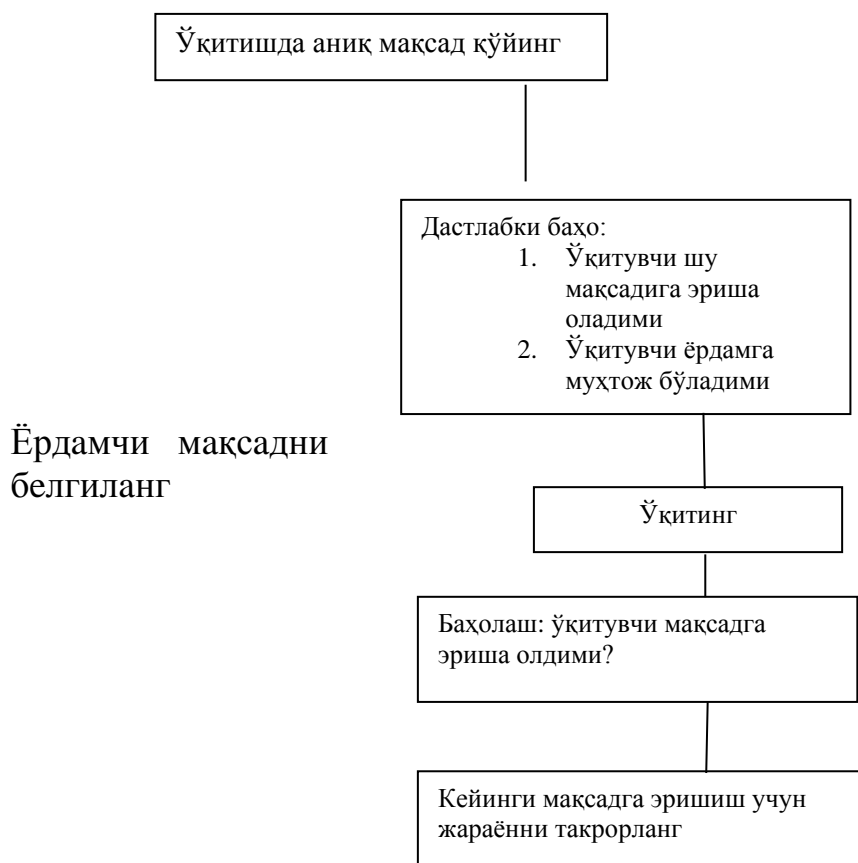 Ўқитишда аниқ мақсад қўйинг
Дастлабки баҳо:
1. Ўқитувчи шу
мақсадига эриша
оладими
2. Ўқитувчи ёрдамга
муҳтож бўладими
Ёрдамчи мақсадни
белгиланг
Ўқитинг
Баҳолаш: ўқитувчи мақсадга
эриша олдими?
Кейинги мақсадга эришиш учун
жараённи такрорланг